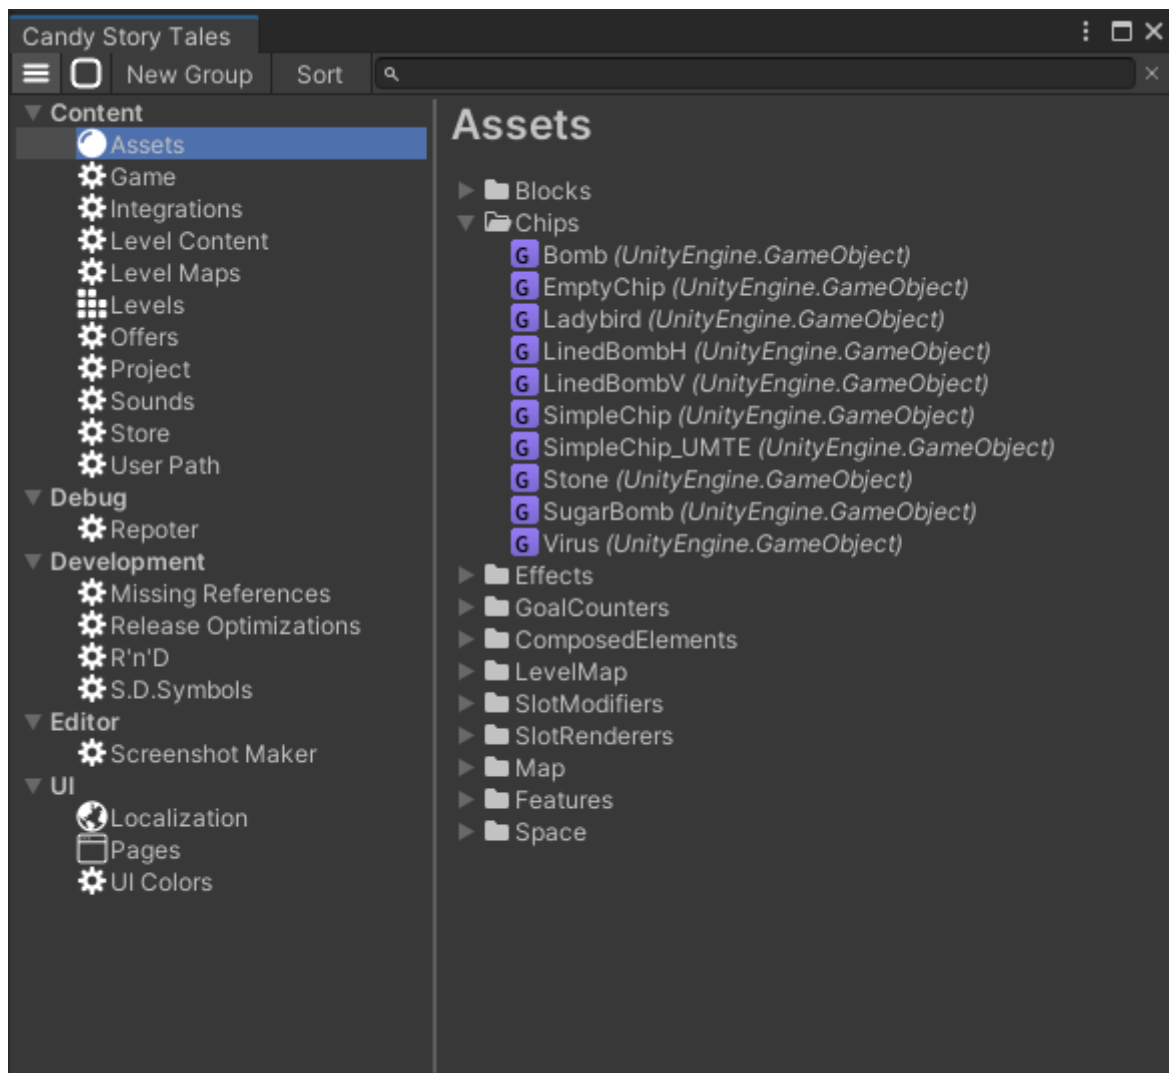 Candy Story Tales
New Group Sort
Content
Assets
Game
Integrations
Level Content
Level Maps
Levels
Offers
Project
Sounds
Store
User Path
Debug
Repoter
Development
Missing References
Release Optimizations
R'n'D
S.D.Symbols
Editor
Screenshot Maker
UI
Localization
Pages
UI Colors
Assets
Blocks
Chips
G Bomb (UnityEngine.GameObject)
G EmptyChip (UnityEngine.GameObject)
G Ladybird (UnityEngine.GameObject)
G LinedBombH (UnityEngine.GameObject)
G LinedBombV (UnityEngine.GameObject)
G SimpleChip (UnityEngine.GameObject)
G SimpleChip_UMTE (UnityEngine.GameObject)
G Stone (UnityEngine.GameObject)
G SugarBomb (UnityEngine.GameObject)
G Virus (UnityEngine.GameObject)
Effects
GoalCounters
ComposedElements
LevelMap
SlotModifiers
SlotRenderers
Map
Features
Space